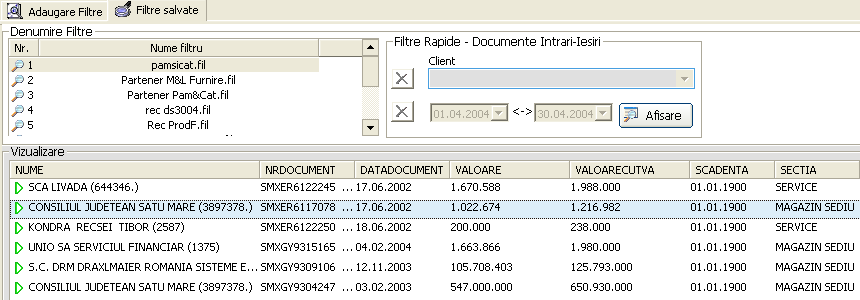 Adaugare Filtre Filtre salvate
Denumire Filtre
Nr. Nume filtru
1 pamsicat.fil
2 Partener M&L Furnire.fil
3 Partener Pam&Cat.fil
4 rec ds3004.fil
5 Rec ProdF.fil
Filtre Rapide - Documente Intrari-Iesiri
Client
01.04.2004 <-> 30.04.2004 Afisare
Vizualizare
NUME NRDOCUMENT DATADOCUMENT VALOARE VALOARECUTVA SCADENTA SECTIA
SCA LIVADA (644346.) SMXER6122245 ... 17.06.2002 1.670.588 1.988.000 01.01.1900 SERVICE
CONSILIUL JUDETEAN SATU MARE (3897378.) SMXER6117078 ... 17.06.2002 1.022.674 1.216.982 01.01.1900 MAGAZIN SEDIU
KONDRA RECSEI TIBOR (2587) SMXER6122250 ... 18.06.2002 200.000 238.000 01.01.1900 SERVICE
UNIO SA SERVICIUL FINANCIAR (1375) SMXGY9315165 ... 04.02.2004 1.663.866 1.980.000 01.01.1900 MAGAZIN SEDIU
S.C. DRM DRAXLMAIER ROMANIA SISTEME E... SMXGY9309106 ... 12.11.2003 105.708.403 125.793.000 01.01.1900 MAGAZIN SEDIU
CONSILIUL JUDETEAN SATU MARE (3897378.) SMXGY9304247 ... 03.02.2003 547.000.000 650.930.000 01.01.1900 MAGAZIN SEDIU